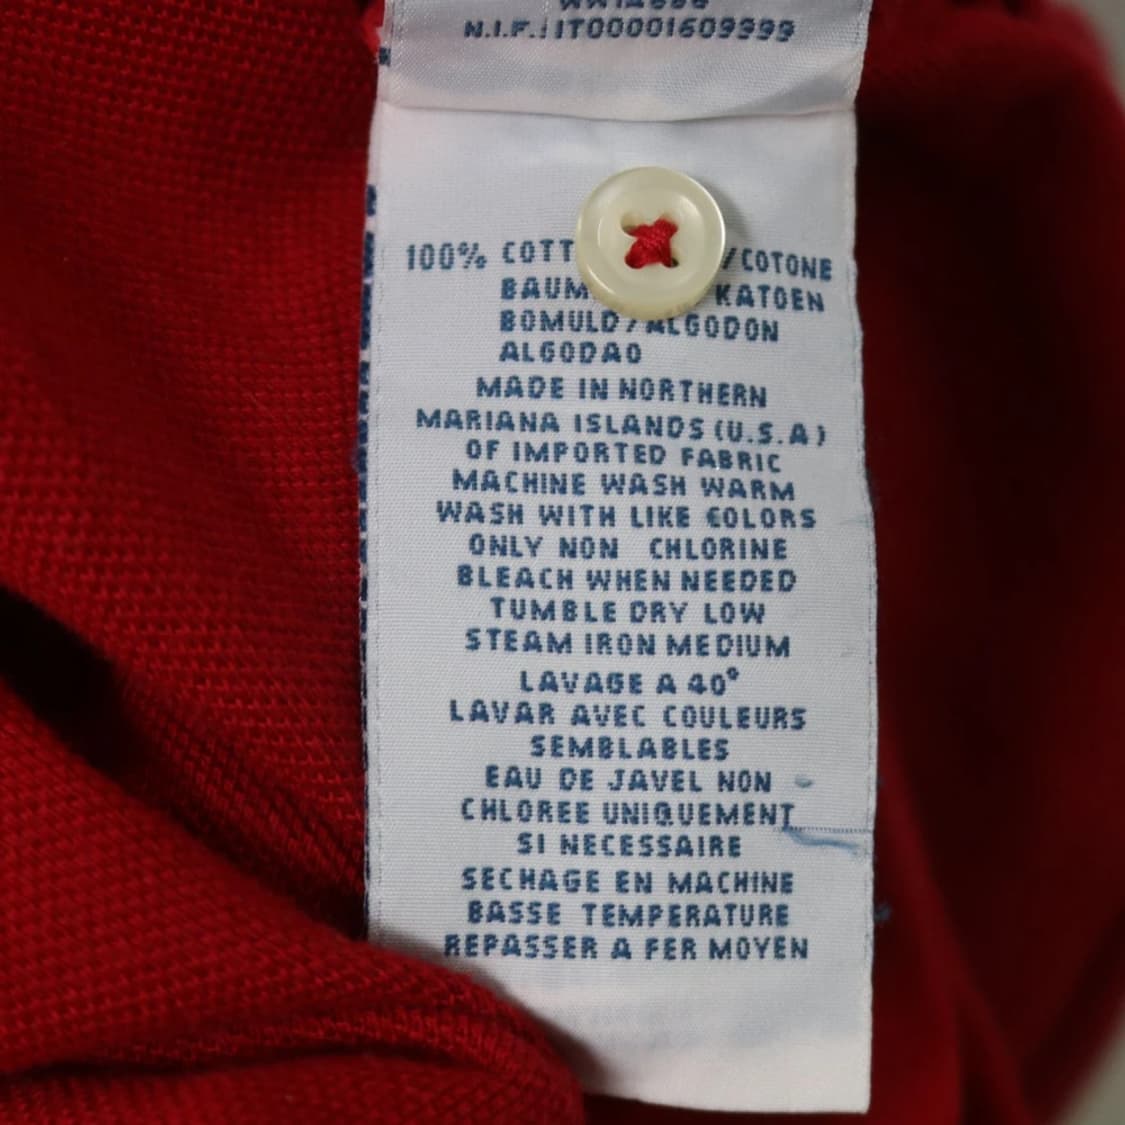 N.I.F.:IT00001609999
100% COTT /COTONE
BAUM KATOEN
BOMULD/ALGODON
ALGODAO
MADE IN NORTHERN
MARIANA ISLANDS (U.S.A)
OF IMPORTED FABRIC
MACHINE WASH WARM
WASH WITH LIKE COLORS
ONLY NON CHLORINE
BLEACH WHEN NEEDED
TUMBLE DRY LOW
STEAM IRON MEDIUM
LAVAGE A 40°
LAVAR AVEC COULEURS
SEMBLABLES
EAU DE JAVEL NON
CHLOREE UNIQUEMENT
SI NECESSAIRE
SECHAGE EN MACHINE
BASSE TEMPERATURE
REPASSER A FER MOYEN